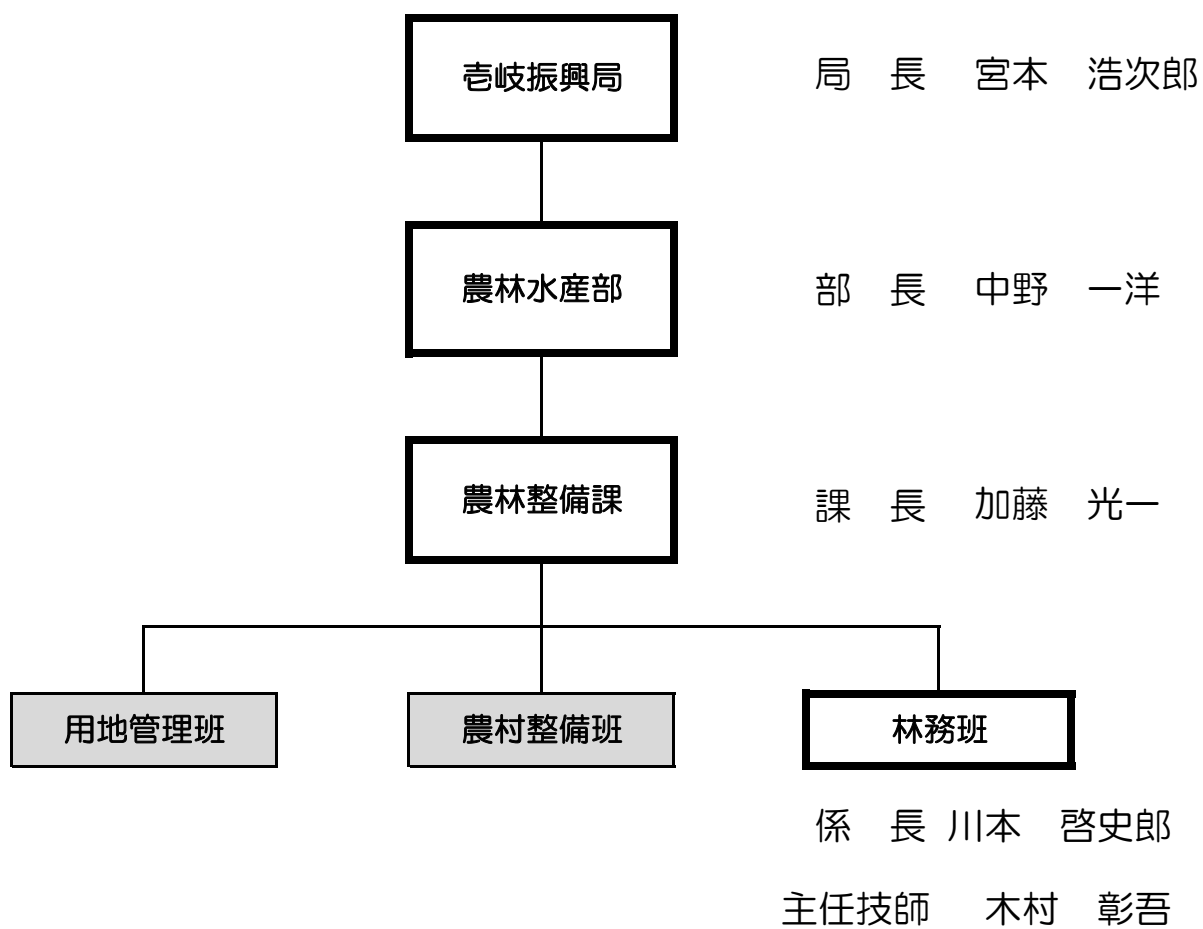 壱岐振興局 局 長 宮本 浩次郎
農林水産部 部 長 中野 一洋
農林整備課 課 長 加藤 光一
用地管理班 農村整備班 林務班
係 長 川本 啓史郎
主任技師 木村 彰吾